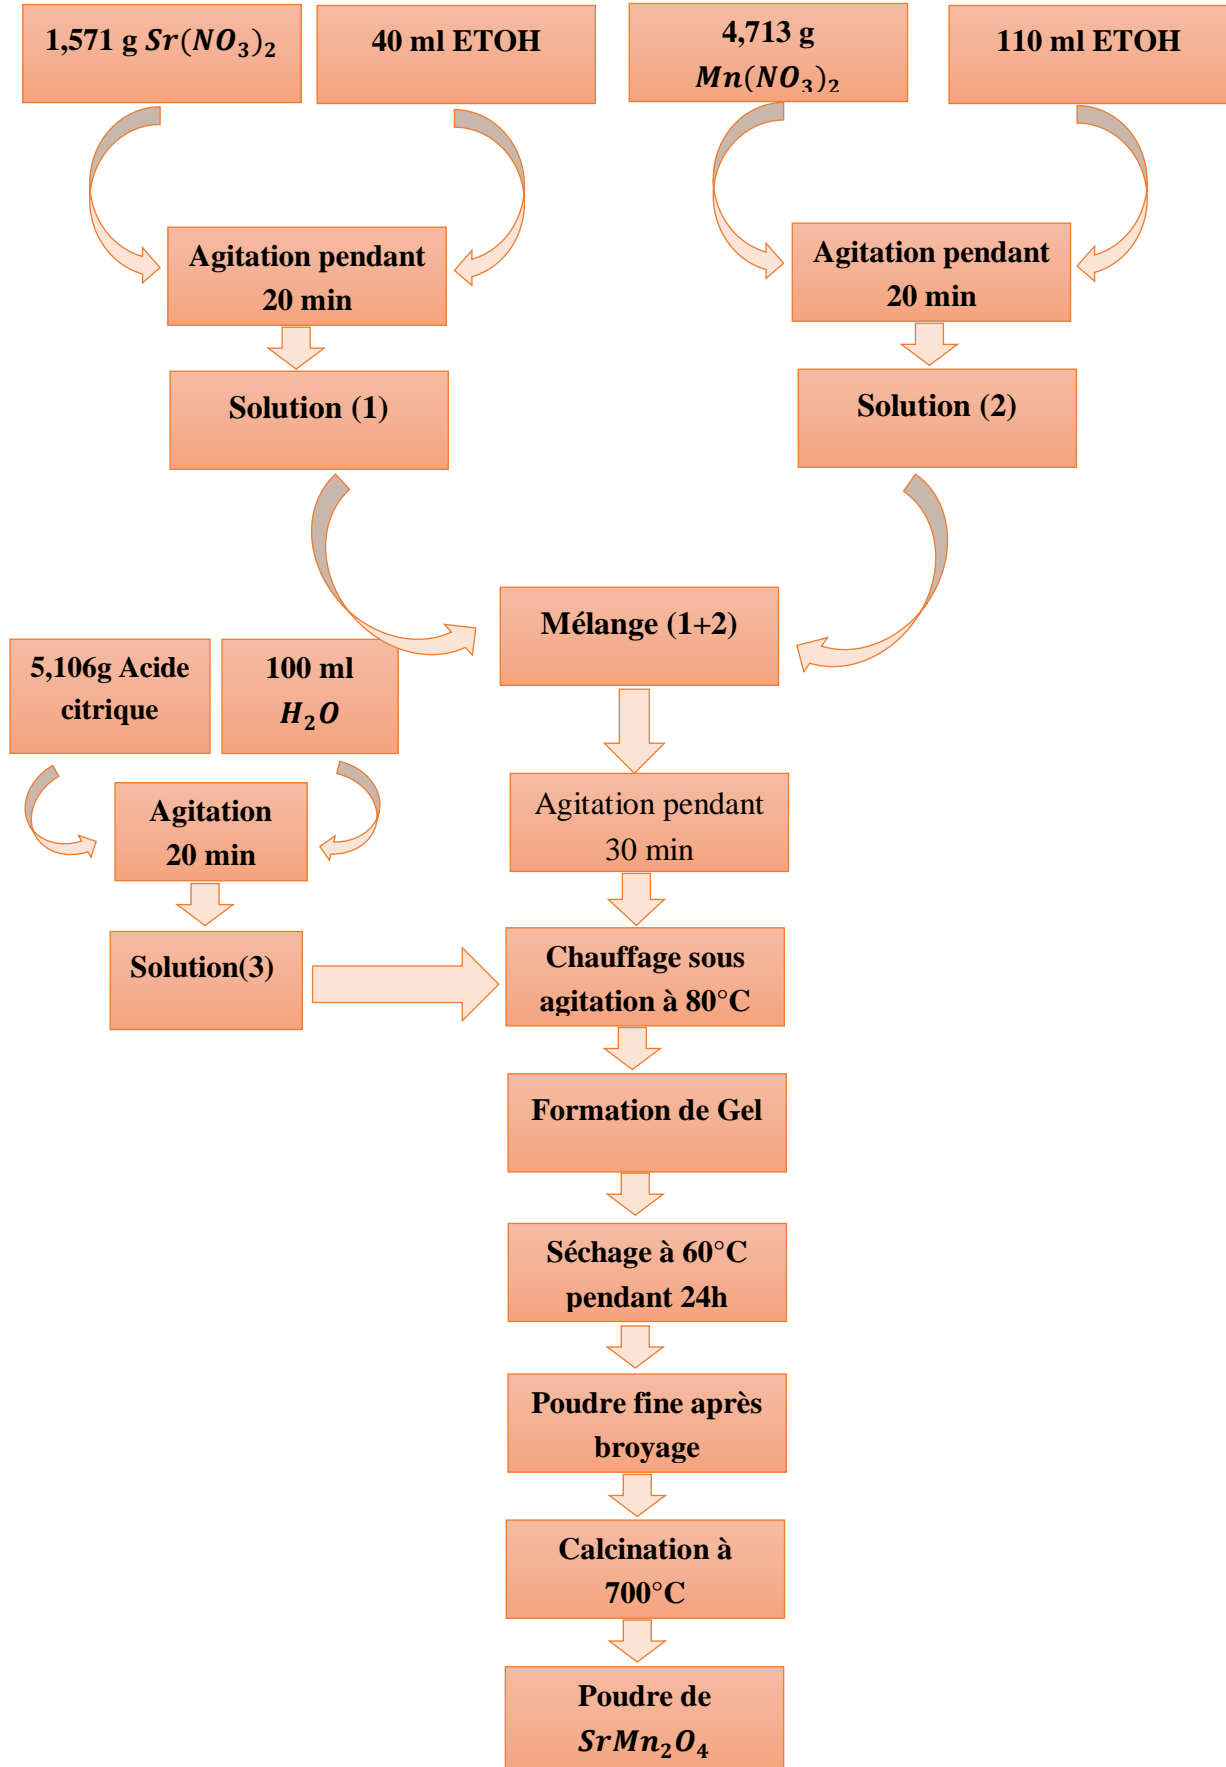 1,571 g Sr(NO₃)₂
40 ml ETOH
4,713 g
Mn(NO₃)₂
110 ml ETOH
Agitation pendant
20 min
Agitation pendant
20 min
Solution (1)
Solution (2)
Mélange (1+2)
5,106g Acide
citrique
100 ml
H₂O
Agitation
20 min
Agitation pendant
30 min
Solution(3)
Chauffage sous
agitation à 80°C
Formation de Gel
Séchage à 60°C
pendant 24h
Poudre fine après
broyage
Calcination à
700°C
Poudre de
SrMn₂O₄